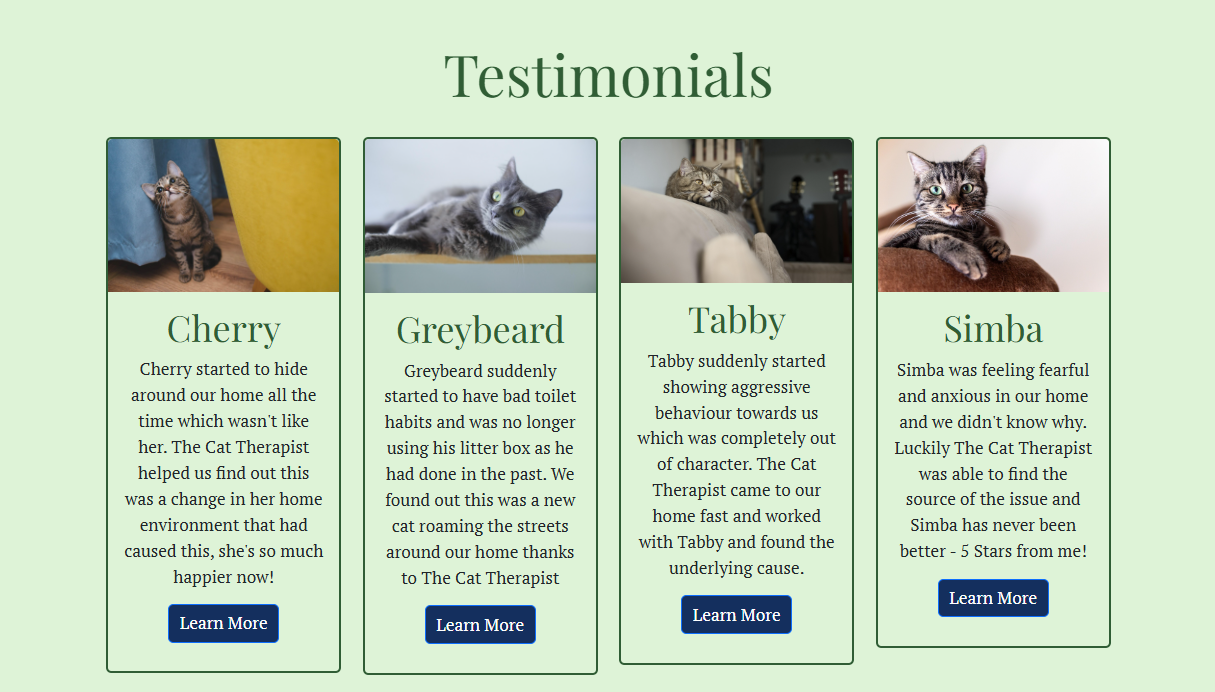 Testimonials
Cherry
Cherry started to hide
around our home all the
time which wasn't like
her. The Cat Therapist
helped us find out this
was a change in her home
environment that had
caused this, she's so much
happier now!
Learn More
Greybeard
Greybeard suddenly
started to have bad toilet
habits and was no longer
using his litter box as he
had done in the past. We
found out this was a new
cat roaming the streets
around our home thanks
to The Cat Therapist
Learn More
Tabby
Tabby suddenly started
showing aggressive
behaviour towards us
which was completely out
of character. The Cat
Therapist came to our
home fast and worked
with Tabby and found the
underlying cause.
Learn More
Simba
Simba was feeling fearful
and anxious in our home
and we didn't know why.
Luckily The Cat Therapist
was able to find the
source of the issue and
Simba has never been
better - 5 Stars from me!
Learn More